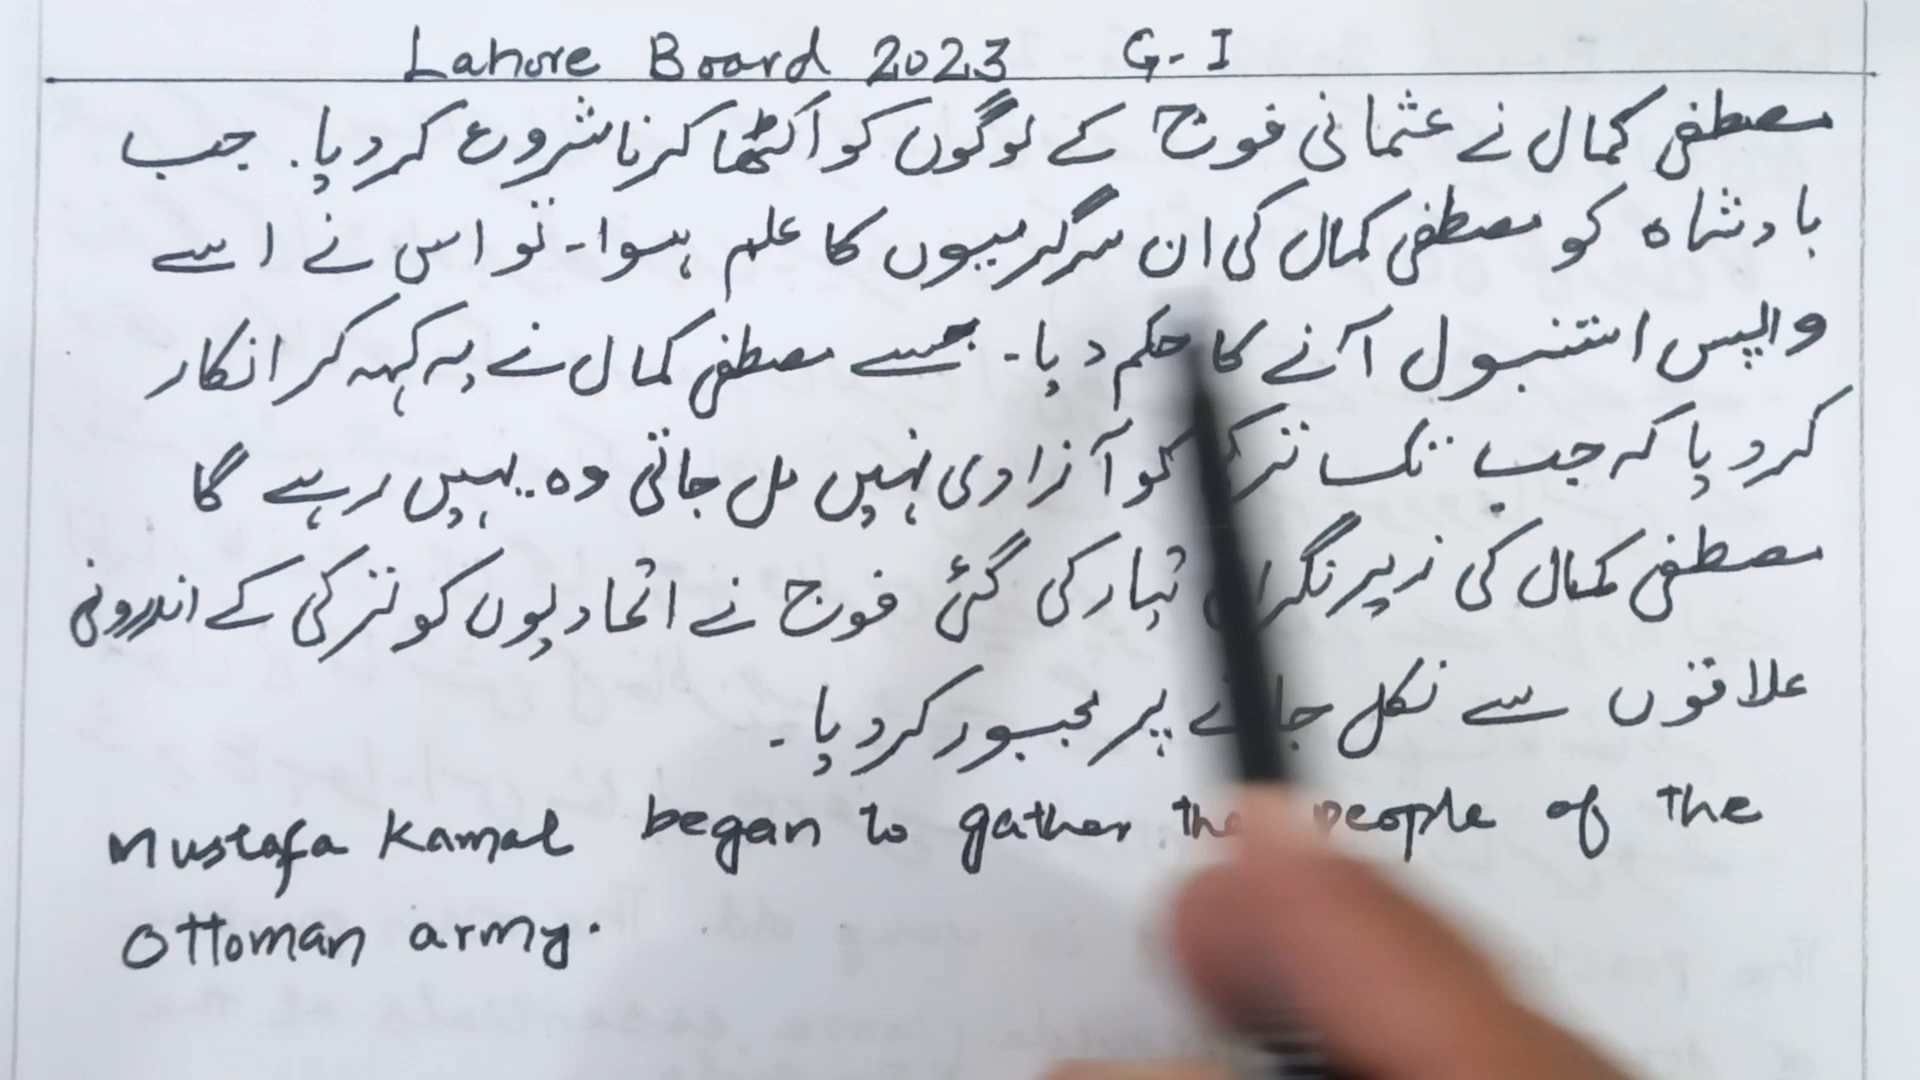 Lahore Board 2023 G-I
مصطفی کمال نے عثمانی فوج کے لوگوں کو اکٹھا کرنا شروع کر دیا. جب
بادشاہ کو مصطفی کمال کی ان سرگرمیوں کا علم ہوا۔ تو اس نے اسے
واپس استنبول آنے کا حکم دیا۔ جسے مصطفی کمال نے یہ کہہ کر انکار
کر دیا کہ جب تک کو آزادی نہیں مل جاتی وہ یہیں رہے گا
مصطفی کمال کی زیر تیار کی گئی فوج نے اتحادیوں کو ترکی کے اندرونی
علاقوں سے نکل جانے پر مجبور کر دیا۔
Mustafa Kamal began to gather the people of the
Ottoman army.